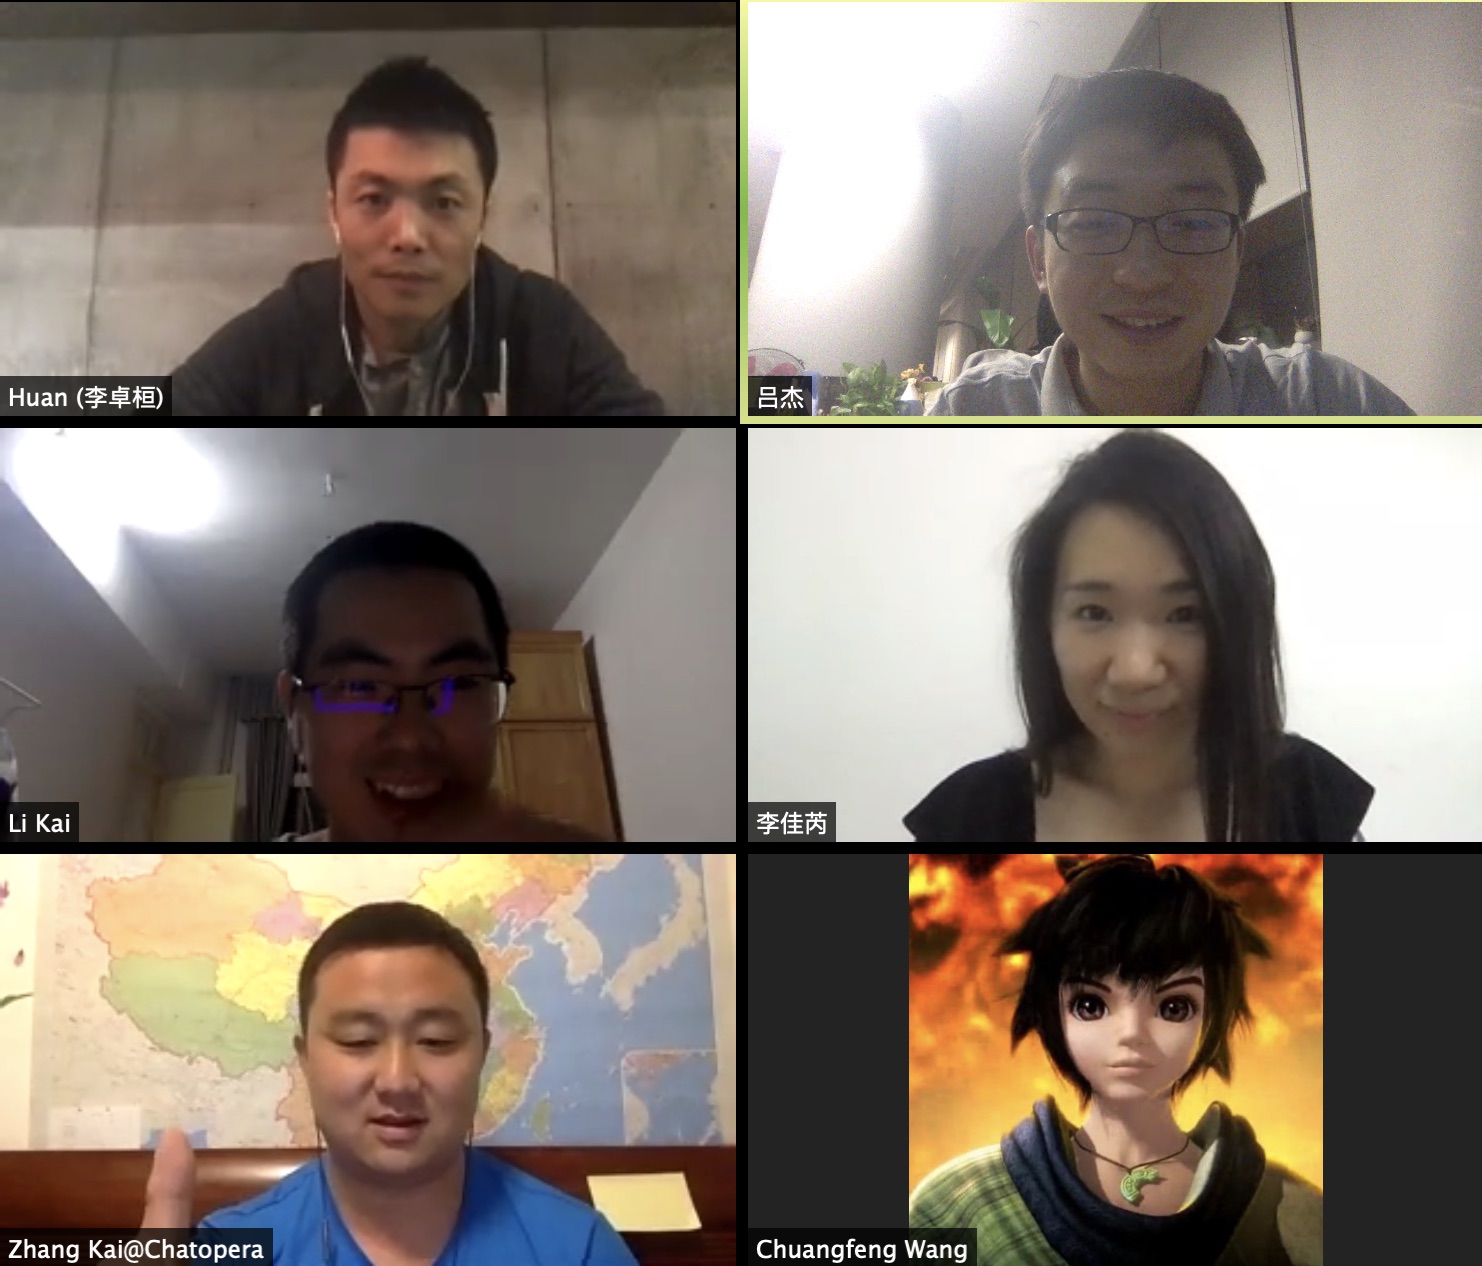 Huan (李卓桓)
吕杰
Li Kai
李佳芮
Zhang Kai@Chatopera
Chuangfeng Wang